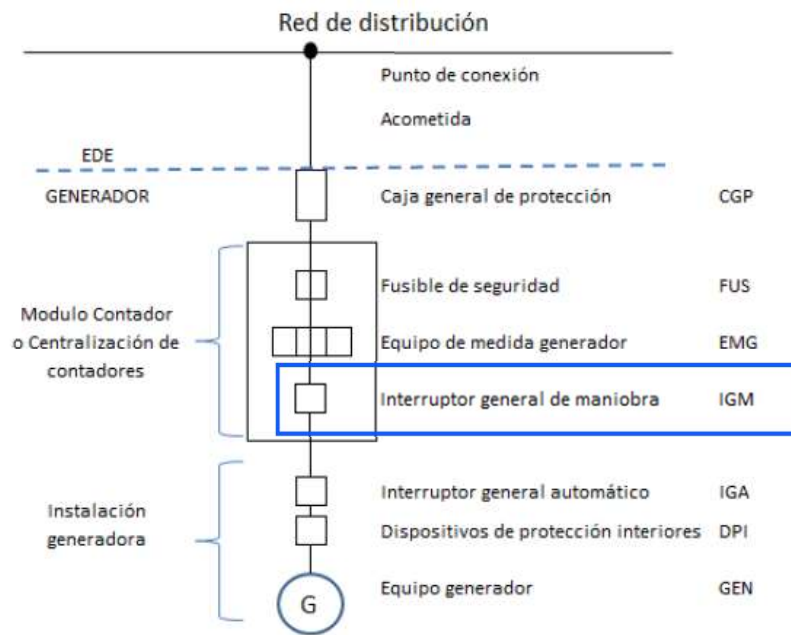 Red de distribución
Punto de conexión
Acometida
EDE
GENERADOR
Caja general de protección CGP
Fusible de seguridad FUS
Modulo Contador
o Centralización de
contadores
Equipo de medida generador EMG
Interruptor general de maniobra IGM
Interruptor general automático IGA
Instalación
generadora
Dispositivos de protección interiores DPI
Equipo generador GEN
G